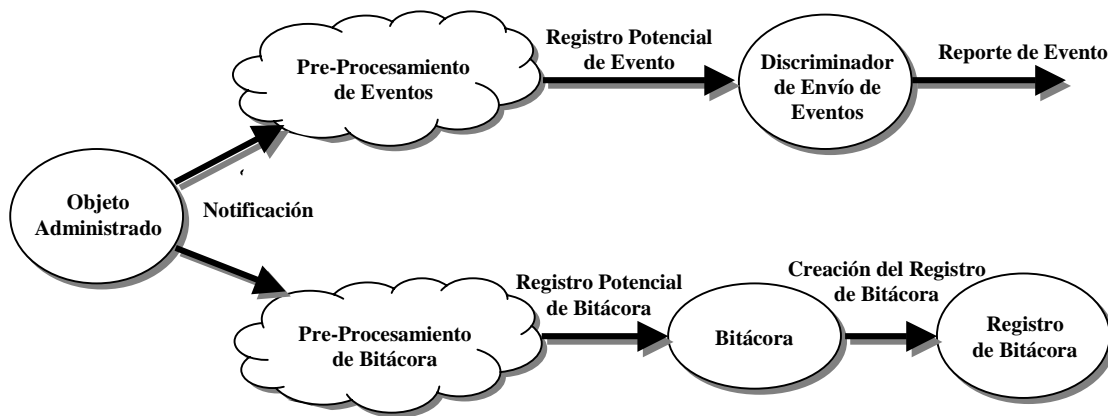 Pre-Procesamiento
de Eventos
Registro Potencial
de Evento
Discriminador
de Envío de
Eventos
Reporte de Evento
Objeto
Administrado
Notificación
Pre-Procesamiento
de Bitácora
Registro Potencial
de Bitácora
Bitácora
Creación del Registro
de Bitácora
Registro
de Bitácora